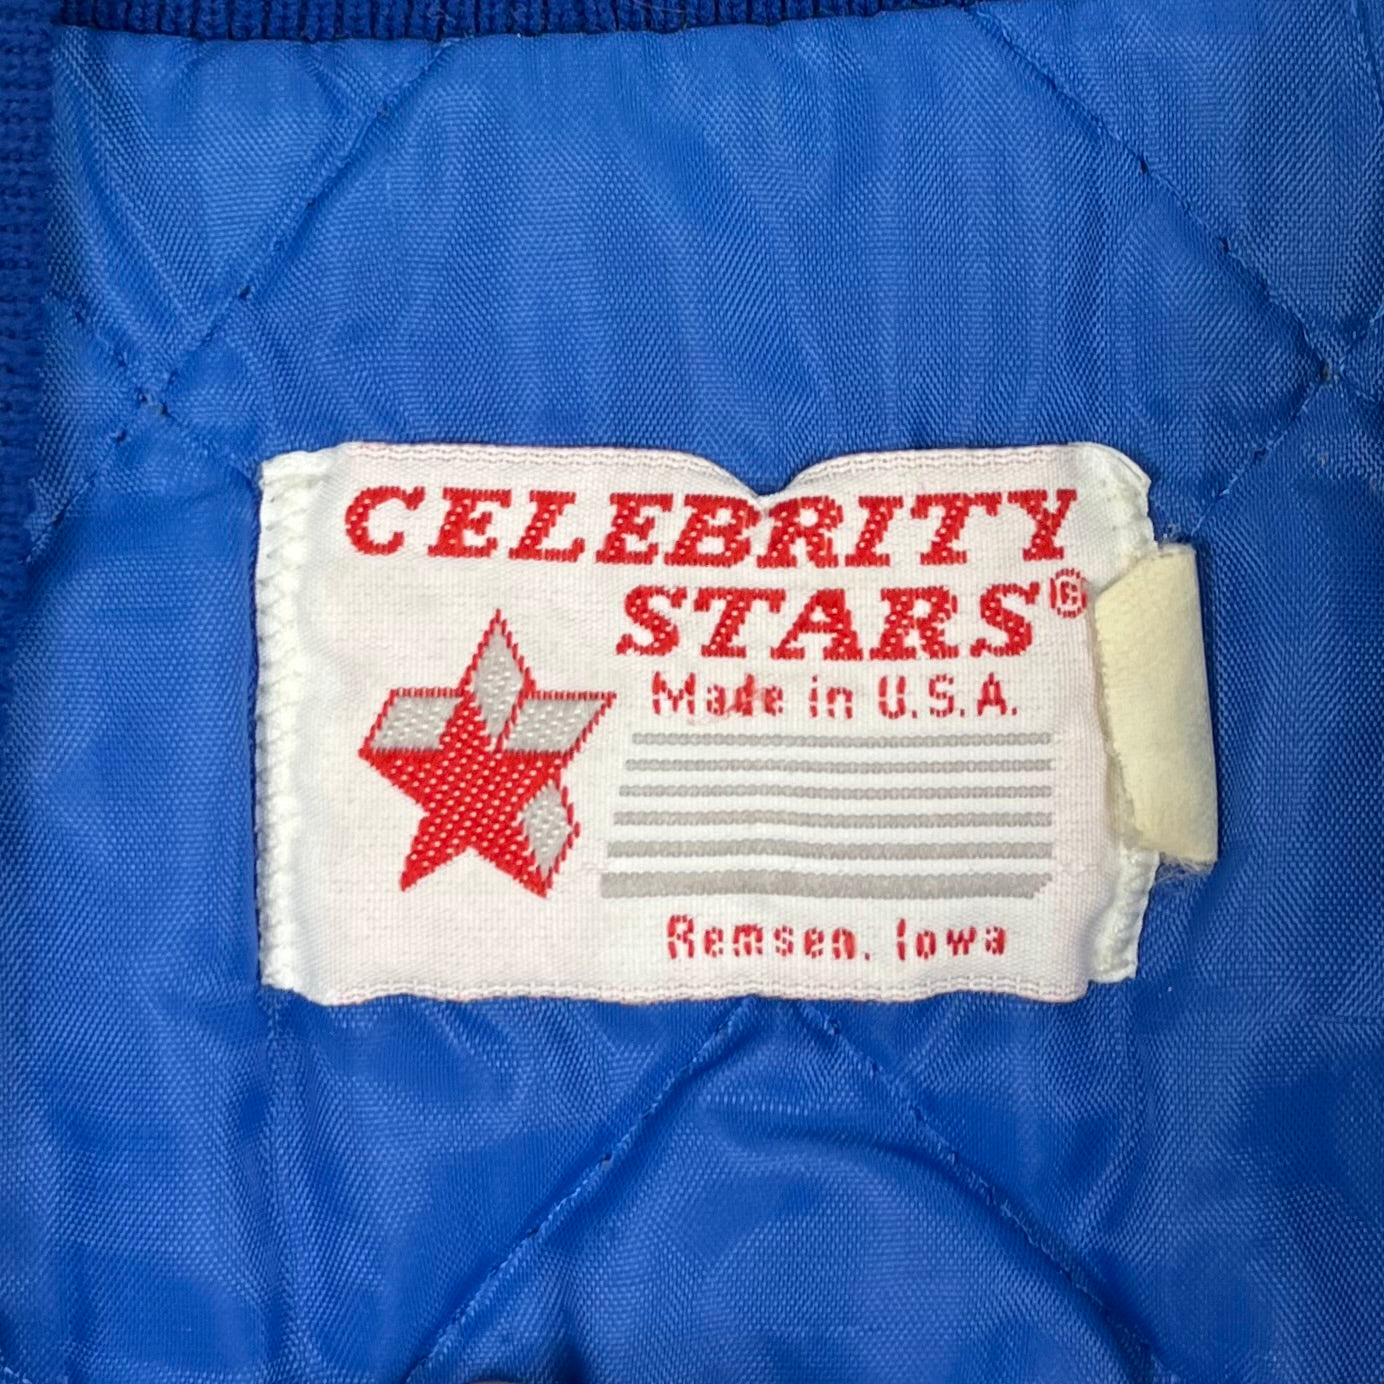 CELEBRITY
STARS®
Made in U.S.A.
Remsen, Iowa